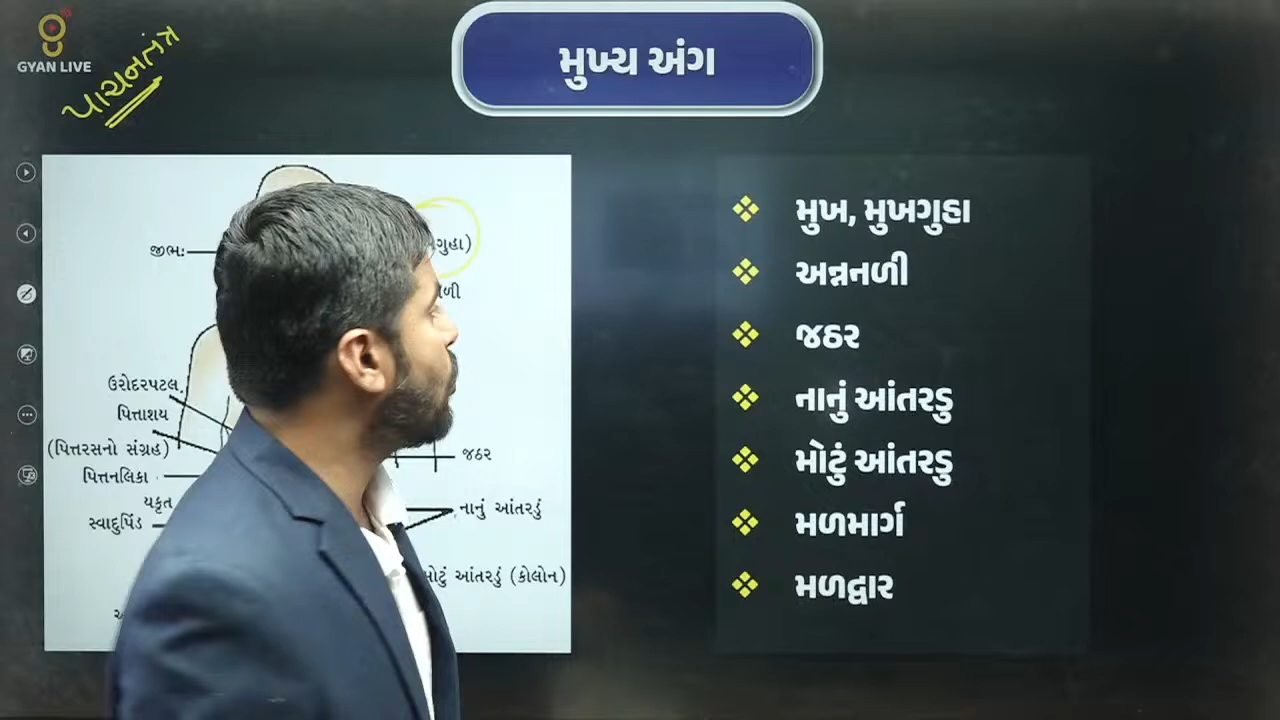 GYAN LIVE
પાચનતંત્ર
મુખ્ય અંગ
જીભ:
ઉરોદરપટલ
પિત્તાશય
(પિત્તરસનો સંગ્રહ)
પિત્તનલિકા
યકૃત
સ્વાદુપિંડ
જઠર
નાનું આંતરડું
મોટું આંતરડું (કોલોન)
મુખ, મુખગુહા
અન્નનળી
જઠર
નાનું આંતરડુ
મોટું આંતરડુ
મળમાર્ગ
મળદ્વાર